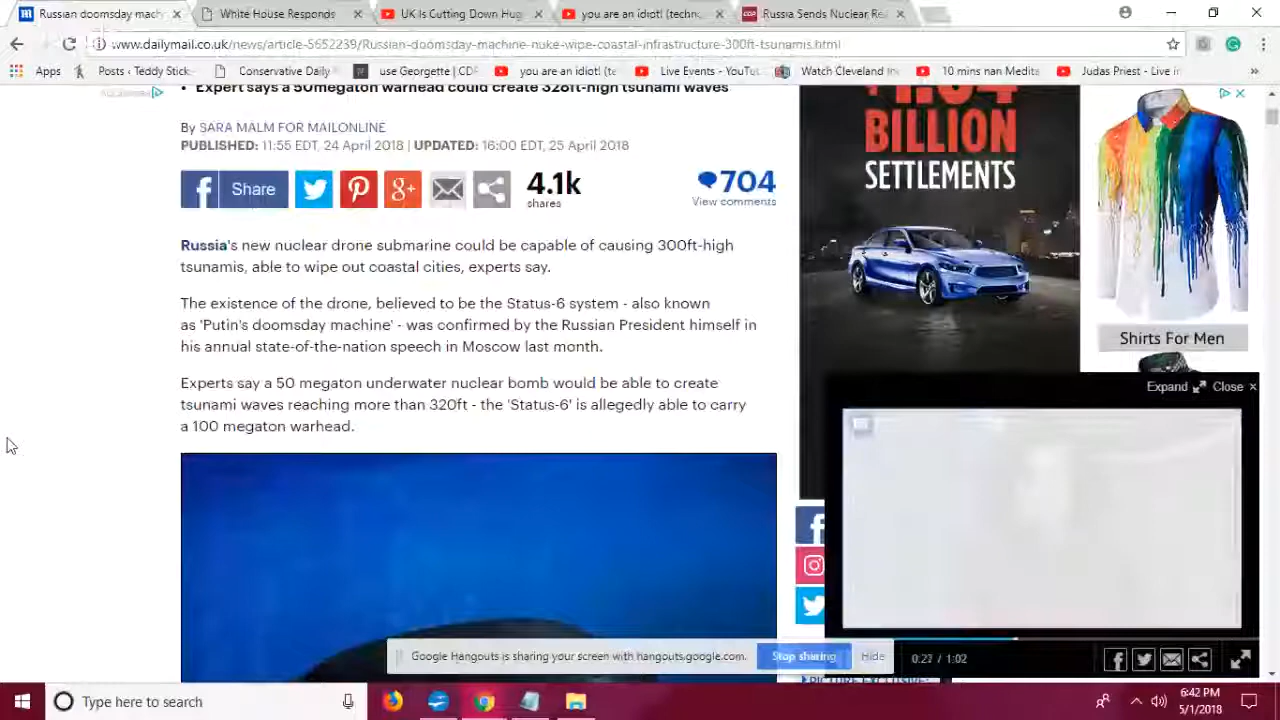 Russian doomsday mach
White House Responds
UK Is Cutting Down Hug
you are an idiot! (techno
Russia Sends Nuclear Re
www.dailymail.co.uk/news/article-5652239/Russian-doomsday-machine-nuke-wipe-coastal-infrastructure-300ft-tsunamis.html
Apps
Posts ‹ Teddy Stick
Conservative Daily
use Georgette | CDF
you are an idiot! (te
Live Events - YouTu
Watch Cleveland Inc
10 mins nan Medita
Judas Priest - Live in
Expert says a 50megaton warhead could create 328ft-high tsunami waves
By SARA MALM FOR MAILONLINE
PUBLISHED: 11:55 EDT, 24 April 2018 | UPDATED: 16:00 EDT, 25 April 2018
Share
4.1k
shares
704
View comments
Russia's new nuclear drone submarine could be capable of causing 300ft-high
tsunamis, able to wipe out coastal cities, experts say.
The existence of the drone, believed to be the Status-6 system - also known
as 'Putin's doomsday machine' - was confirmed by the Russian President himself in
his annual state-of-the-nation speech in Moscow last month.
Experts say a 50 megaton underwater nuclear bomb would be able to create
tsunami waves reaching more than 320ft - the 'Status-6' is allegedly able to carry
a 100 megaton warhead.
BILLION
SETTLEMENTS
Shirts For Men
Expand
Close ×
Google Hangouts is sharing your screen with hangouts.google.com.
Stop sharing
Hide
0:27 / 1:02
Type here to search
6:42 PM
5/1/2018